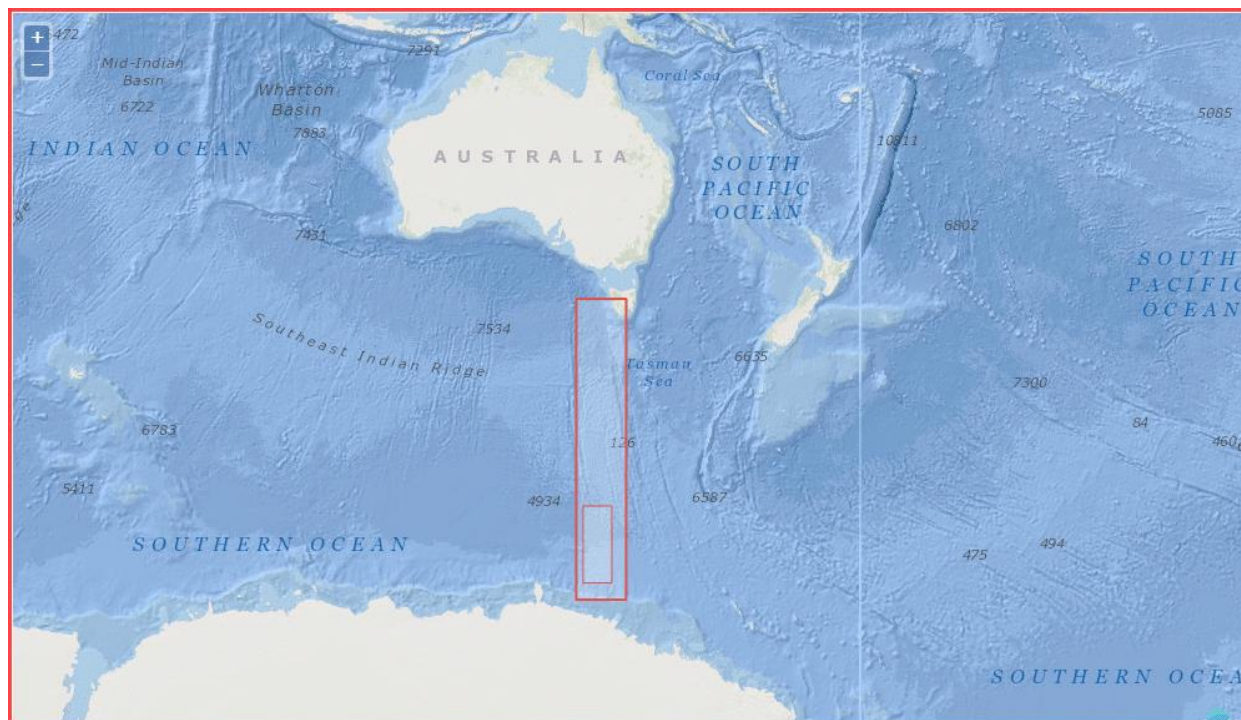 +
−
472
Mid-Indian
Basin
6722
Wharton
Basin
7883
7291
Coral Sea
INDIAN OCEAN
AUSTRALIA
SOUTH
PACIFIC
OCEAN
10811
5085
7431
6802
SOUTH
PACIFIC
OCEAN
Southeast Indian Ridge
7534
Tasman
Sea
6635
7300
84
6783
126
460
5411
4934
6587
SOUTHERN OCEAN
475
494
SOUTHERN OCEA